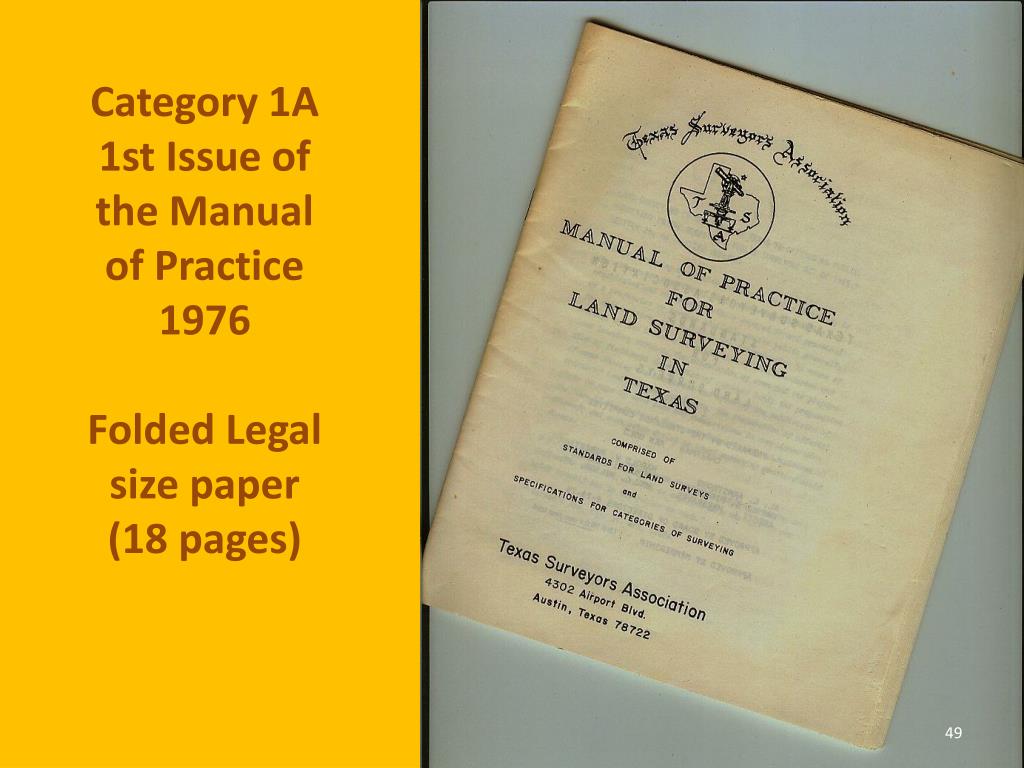 Category 1A
1st Issue of
the Manual
of Practice
1976
Folded Legal
size paper
(18 pages)
Texas Surveyors Association
T S
A
MANUAL OF PRACTICE
FOR
LAND SURVEYING
IN
TEXAS
COMPRISED OF
STANDARDS FOR LAND SURVEYS
and
SPECIFICATIONS FOR CATEGORIES OF SURVEYING
Texas Surveyors Association
4302 Airport Blvd.
Austin, Texas 78722
49